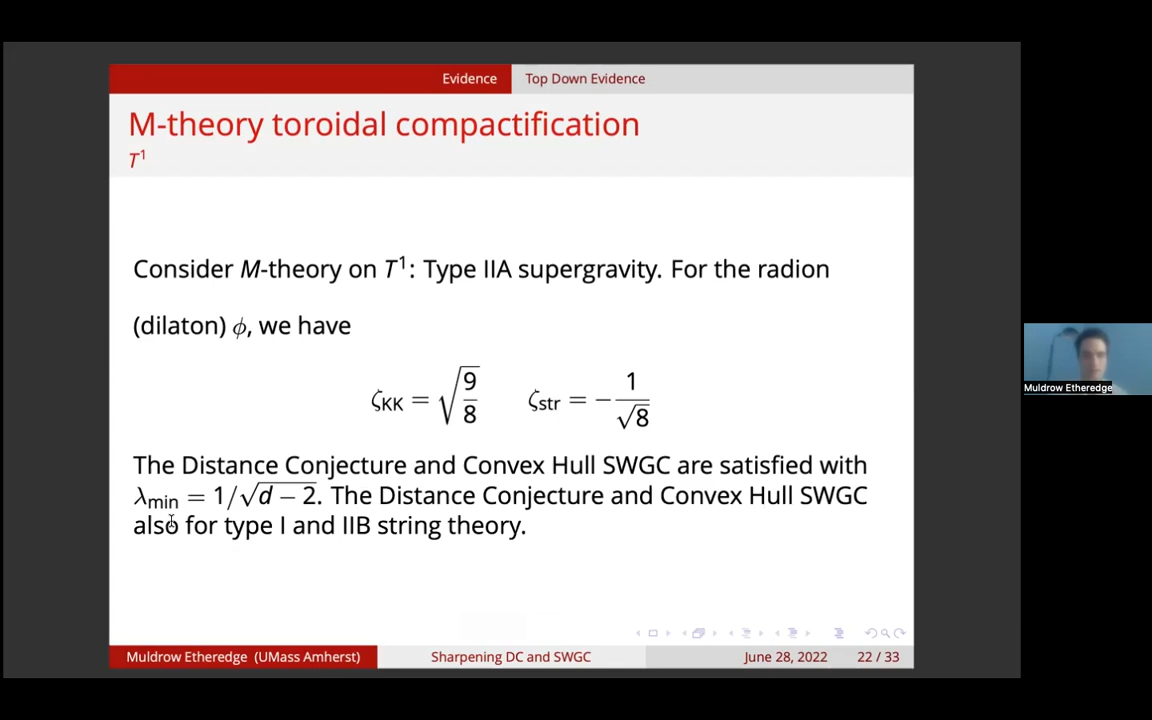 Evidence Top Down Evidence
M-theory toroidal compactification
T¹
Consider M-theory on T¹: Type IIA supergravity. For the radion
(dilaton) ϕ, we have
ζ_KK = √(9/8) ζ_str = −1/√8
The Distance Conjecture and Convex Hull SWGC are satisfied with
λ_min = 1/√(d − 2). The Distance Conjecture and Convex Hull SWGC
also for type I and IIB string theory.
Muldrow Etheredge (UMass Amherst) Sharpening DC and SWGC June 28, 2022 22 / 33
Muldrow Etheredge